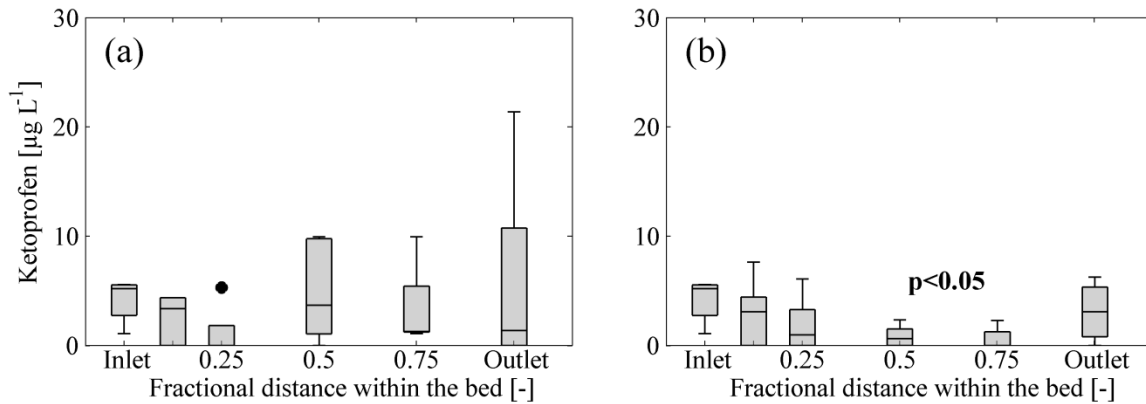 30
(a)
20
10
0
Ketoprofen [µg L⁻¹]
Inlet 0.25 0.5 0.75 Outlet
Fractional distance within the bed [-]
30
(b)
20
10
p<0.05
0
Inlet 0.25 0.5 0.75 Outlet
Fractional distance within the bed [-]